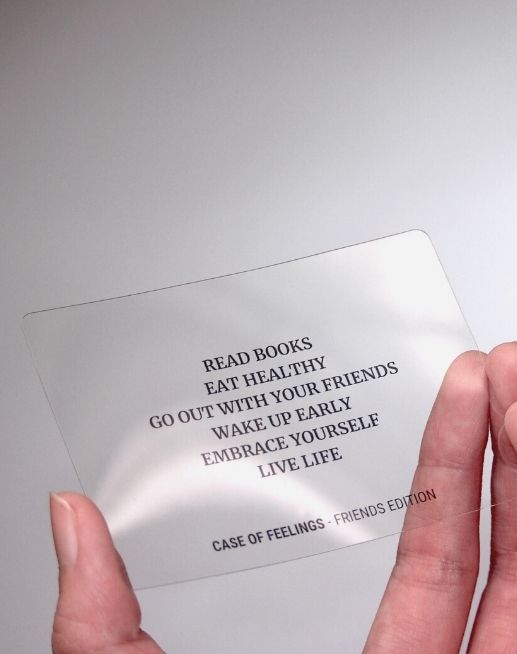 READ BOOKS
EAT HEALTHY
GO OUT WITH YOUR FRIENDS
WAKE UP EARLY
EMBRACE YOURSELF
LIVE LIFE
CASE OF FEELINGS - FRIENDS EDITION